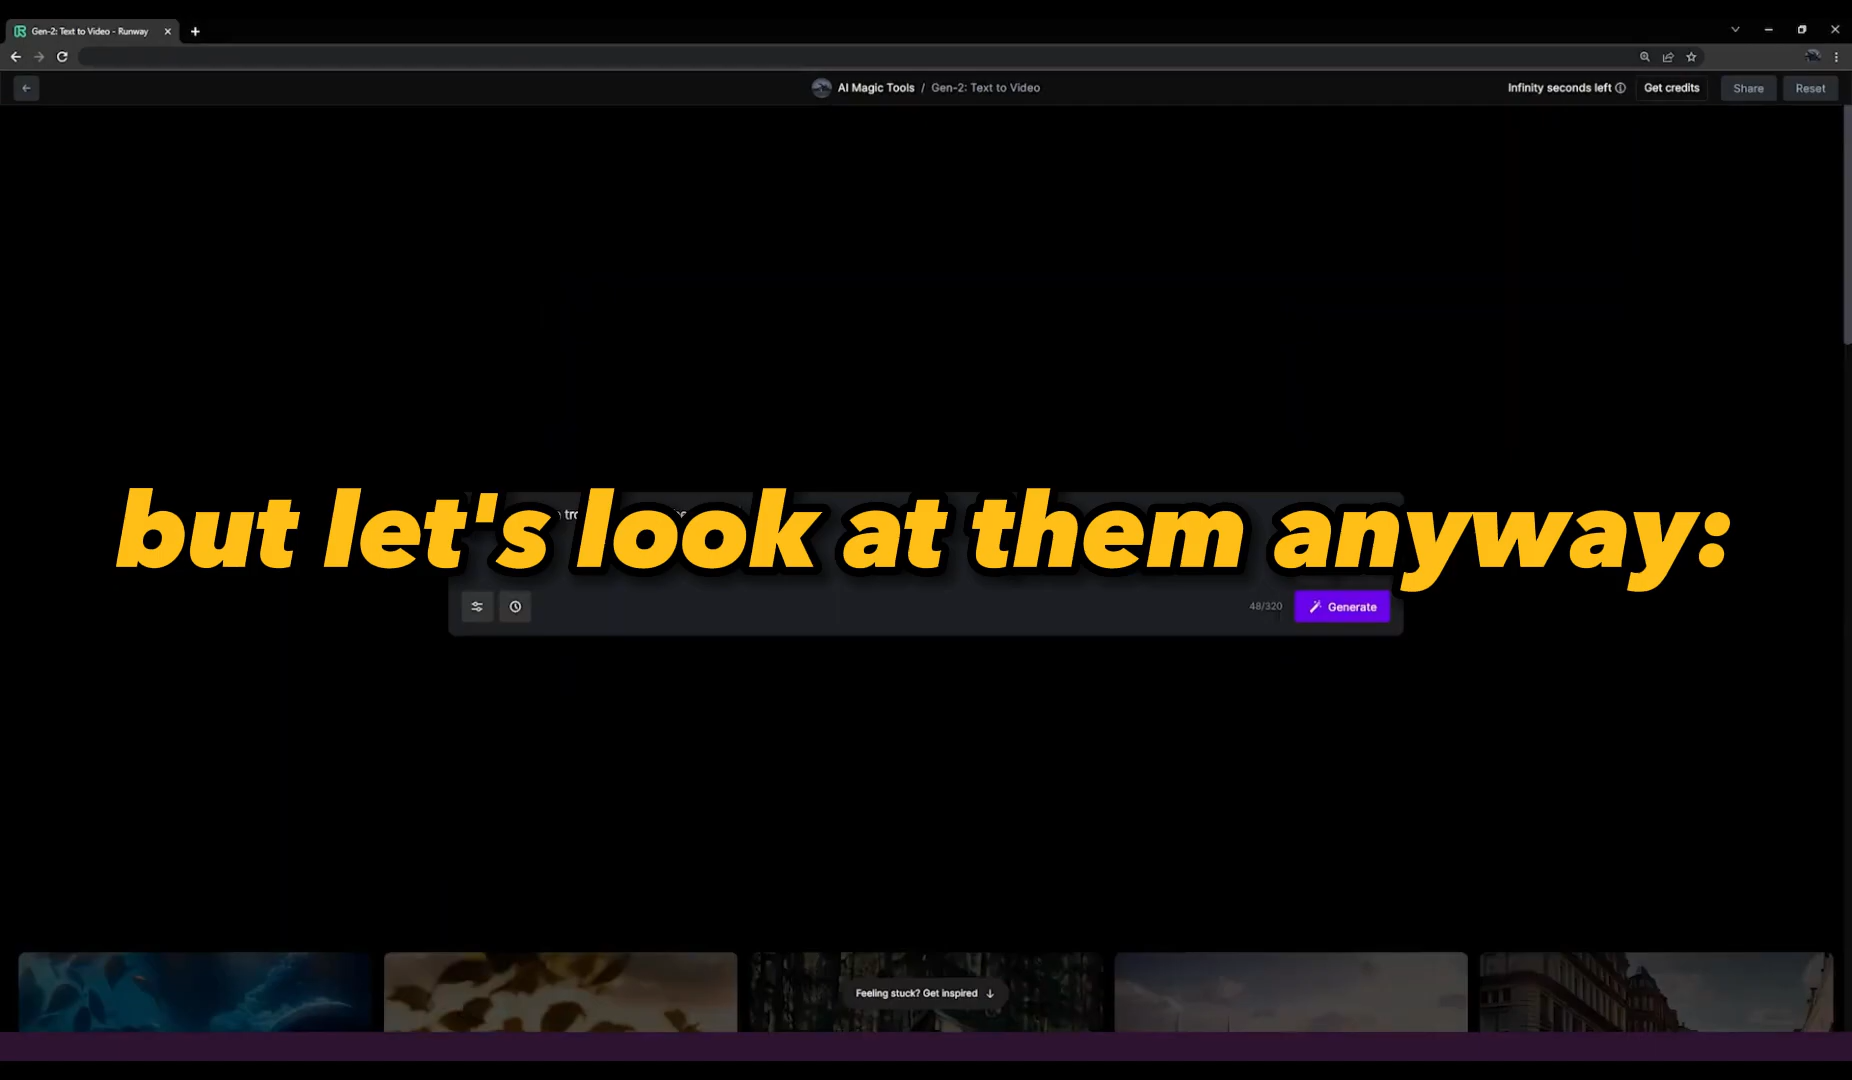 Gen-2: Text to Video - Runway
AI Magic Tools / Gen-2: Text to Video
Infinity seconds left
Get credits
Share
Reset
but let's look at them anyway:
48/320
Generate
Feeling stuck? Get inspired ↓